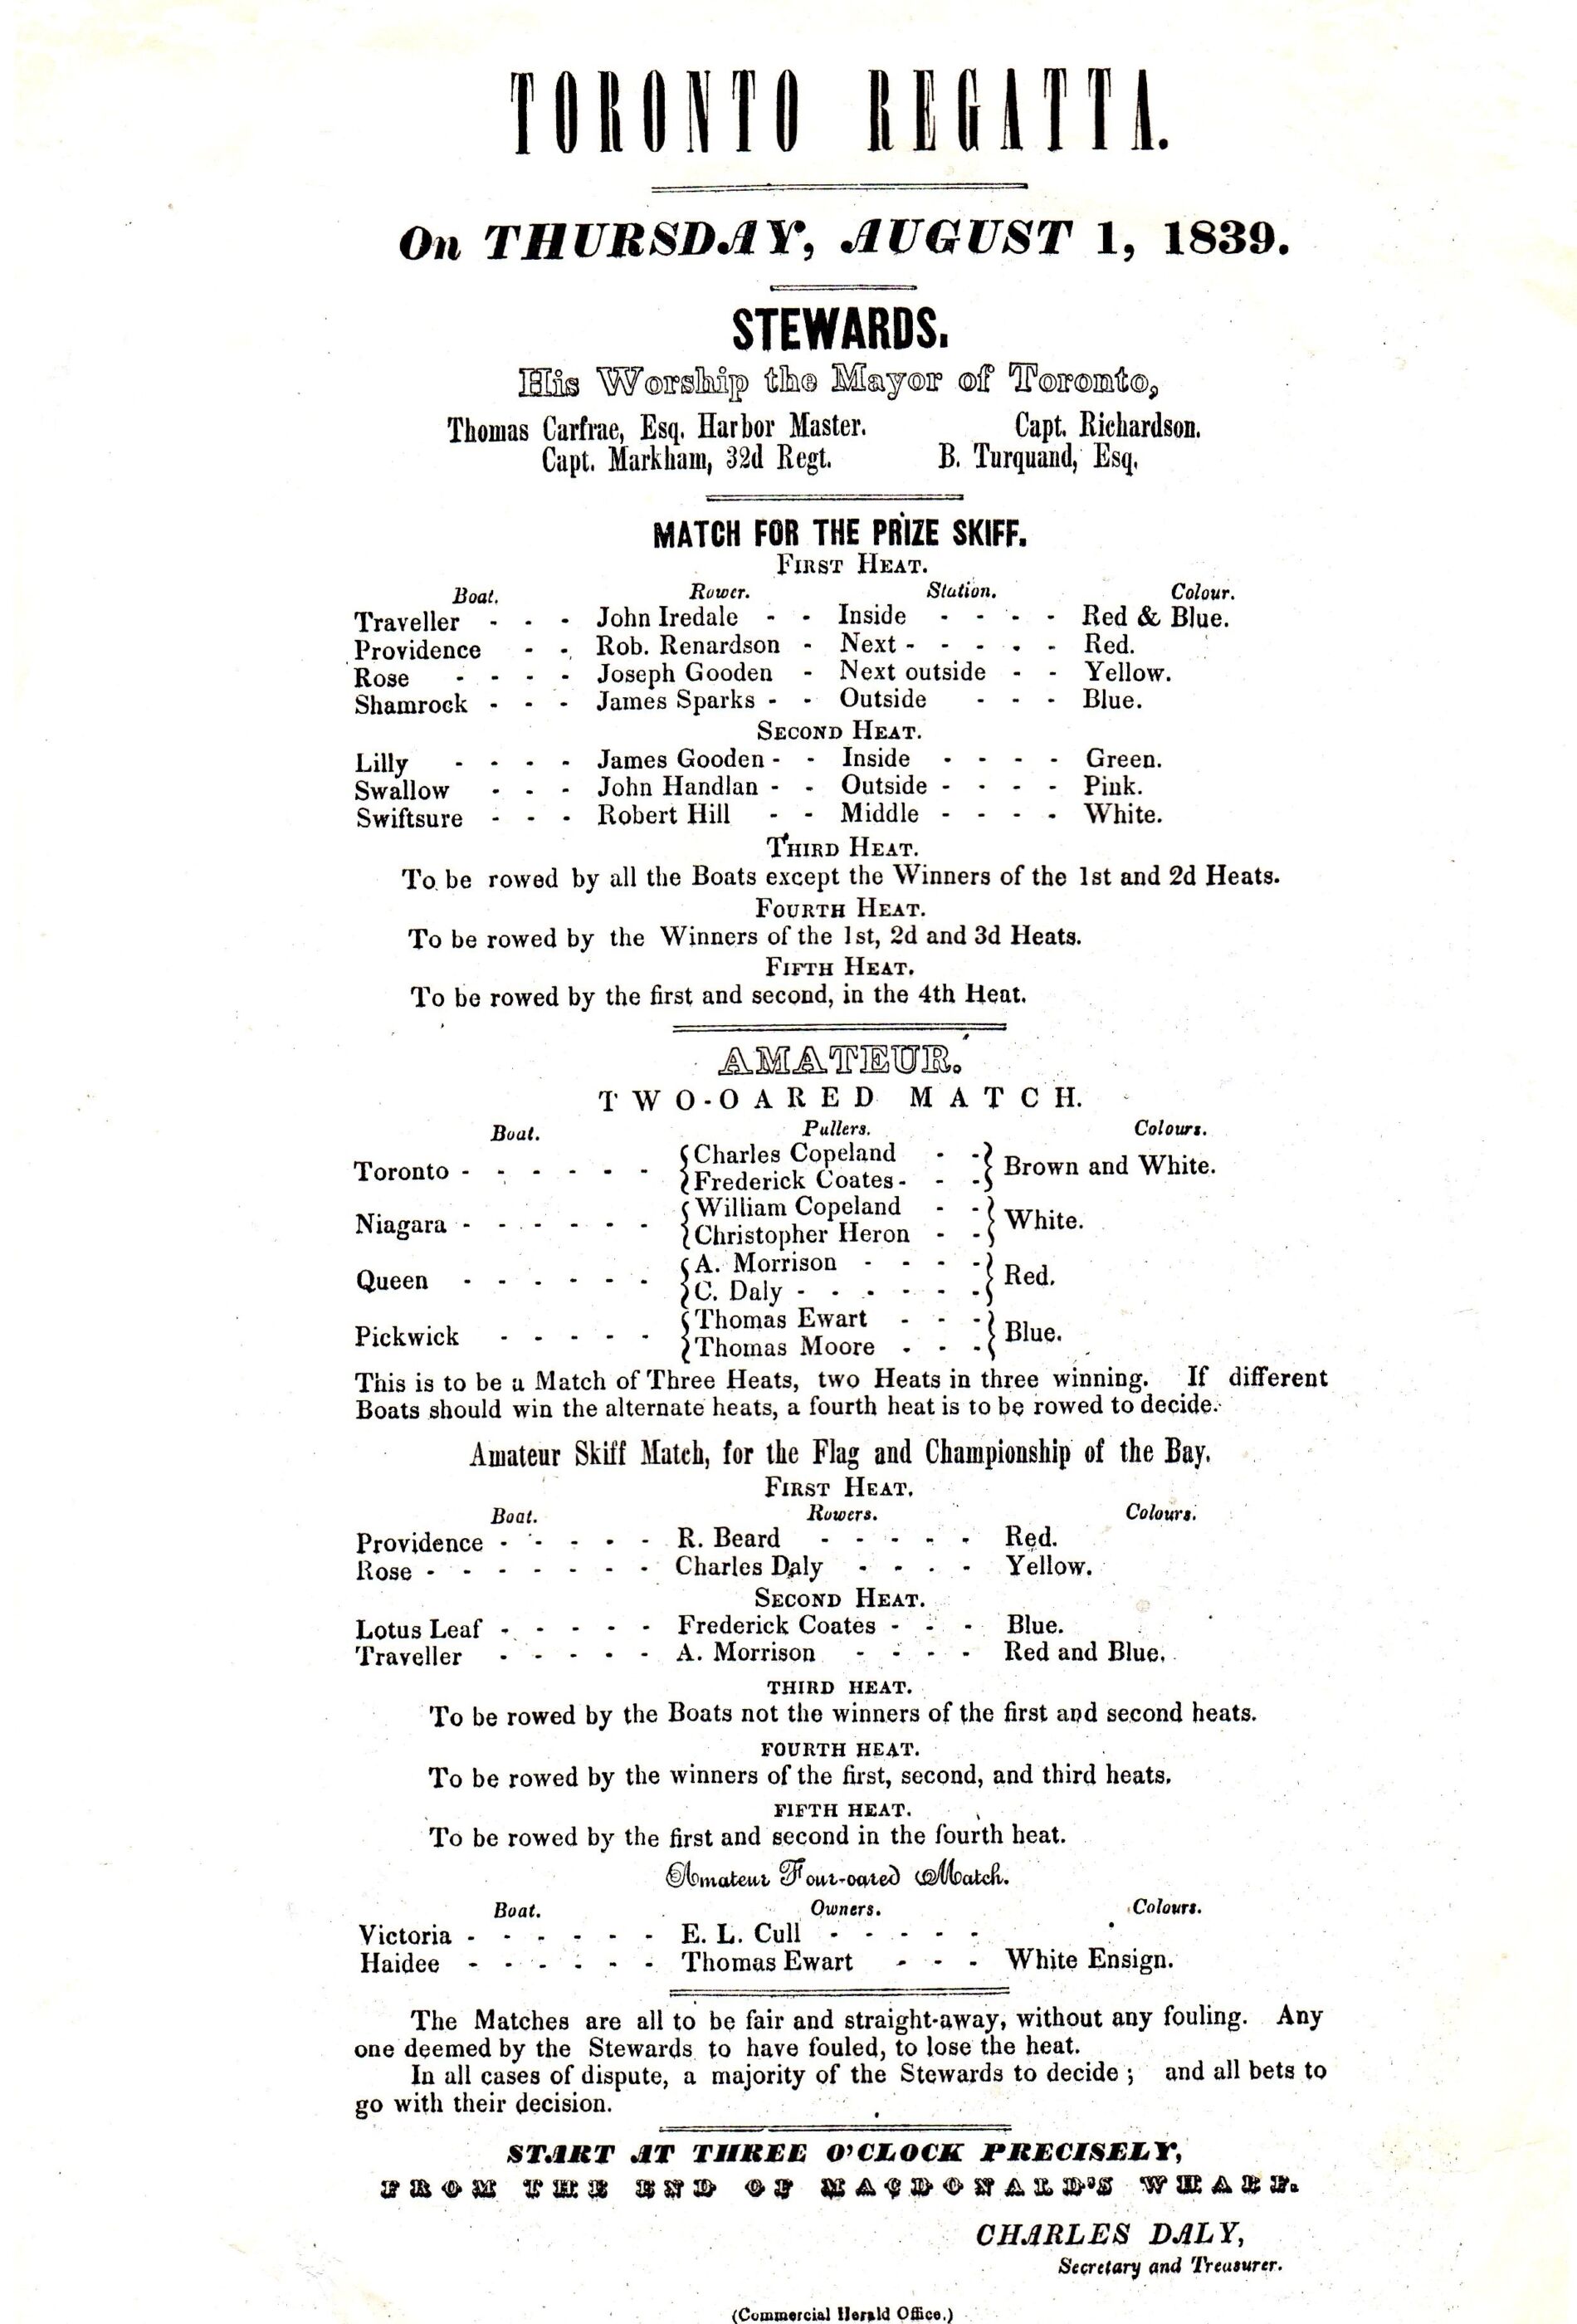 TORONTO REGATTA.
On THURSDAY, AUGUST 1, 1839.
STEWARDS.
His Worship the Mayor of Toronto,
Thomas Carfrae, Esq. Harbor Master. Capt. Richardson.
Capt. Markham, 32d Regt. B. Turquand, Esq.
MATCH FOR THE PRIZE SKIFF.
FIRST HEAT.
Boat. Rower. Station. Colour.
Traveller - - - John Iredale - - Inside - - - - Red & Blue.
Providence - - Rob. Renardson - Next - - - - - Red.
Rose - - - - Joseph Gooden - Next outside - - Yellow.
Shamrock - - - James Sparks - - Outside - - - Blue.
SECOND HEAT.
Lilly - - - - James Gooden - - Inside - - - - Green.
Swallow - - - John Handlan - - Outside - - - - Pink.
Swiftsure - - - Robert Hill - - Middle - - - - White.
THIRD HEAT.
To be rowed by all the Boats except the Winners of the 1st and 2d Heats.
FOURTH HEAT.
To be rowed by the Winners of the 1st, 2d and 3d Heats.
FIFTH HEAT.
To be rowed by the first and second, in the 4th Heat.
AMATEUR.
TWO-OARED MATCH.
Boat. Pullers. Colours.
Toronto - - - - - - { Charles Copeland - - } Brown and White.
{ Frederick Coates - - - }
Niagara - - - - - - { William Copeland - - } White.
{ Christopher Heron - - }
Queen - - - - - - { A. Morrison - - - - } Red.
{ C. Daly - - - - - - }
Pickwick - - - - - { Thomas Ewart - - - } Blue.
{ Thomas Moore - - - }
This is to be a Match of Three Heats, two Heats in three winning. If different
Boats should win the alternate heats, a fourth heat is to be rowed to decide.
Amateur Skiff Match, for the Flag and Championship of the Bay.
FIRST HEAT.
Boat. Rowers. Colours.
Providence - - - - - R. Beard - - - - - Red.
Rose - - - - - - - Charles Daly - - - - Yellow.
SECOND HEAT.
Lotus Leaf - - - - - Frederick Coates - - - Blue.
Traveller - - - - - A. Morrison - - - - Red and Blue.
THIRD HEAT.
To be rowed by the Boats not the winners of the first and second heats.
FOURTH HEAT.
To be rowed by the winners of the first, second, and third heats.
FIFTH HEAT.
To be rowed by the first and second in the fourth heat.
Amateur Four-oared Match.
Boat. Owners. Colours.
Victoria - - - - - - E. L. Cull - - - - -
Haidee - - - - - - Thomas Ewart - - - White Ensign.
The Matches are all to be fair and straight-away, without any fouling. Any
one deemed by the Stewards to have fouled, to lose the heat.
In all cases of dispute, a majority of the Stewards to decide; and all bets to
go with their decision.
START AT THREE O'CLOCK PRECISELY,
FROM THE END OF MACDONALD'S WHARF.
CHARLES DALY,
Secretary and Treasurer.
(Commercial Herald Office.)